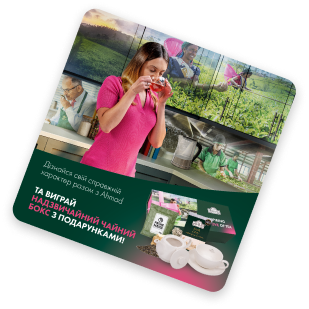 Дізнайся свій справжній
характер разом з Ahmad
ТА ВИГРАЙ
НАДЗВИЧАЙНИЙ ЧАЙНИЙ
БОКС З ПОДАРУНКАМИ!